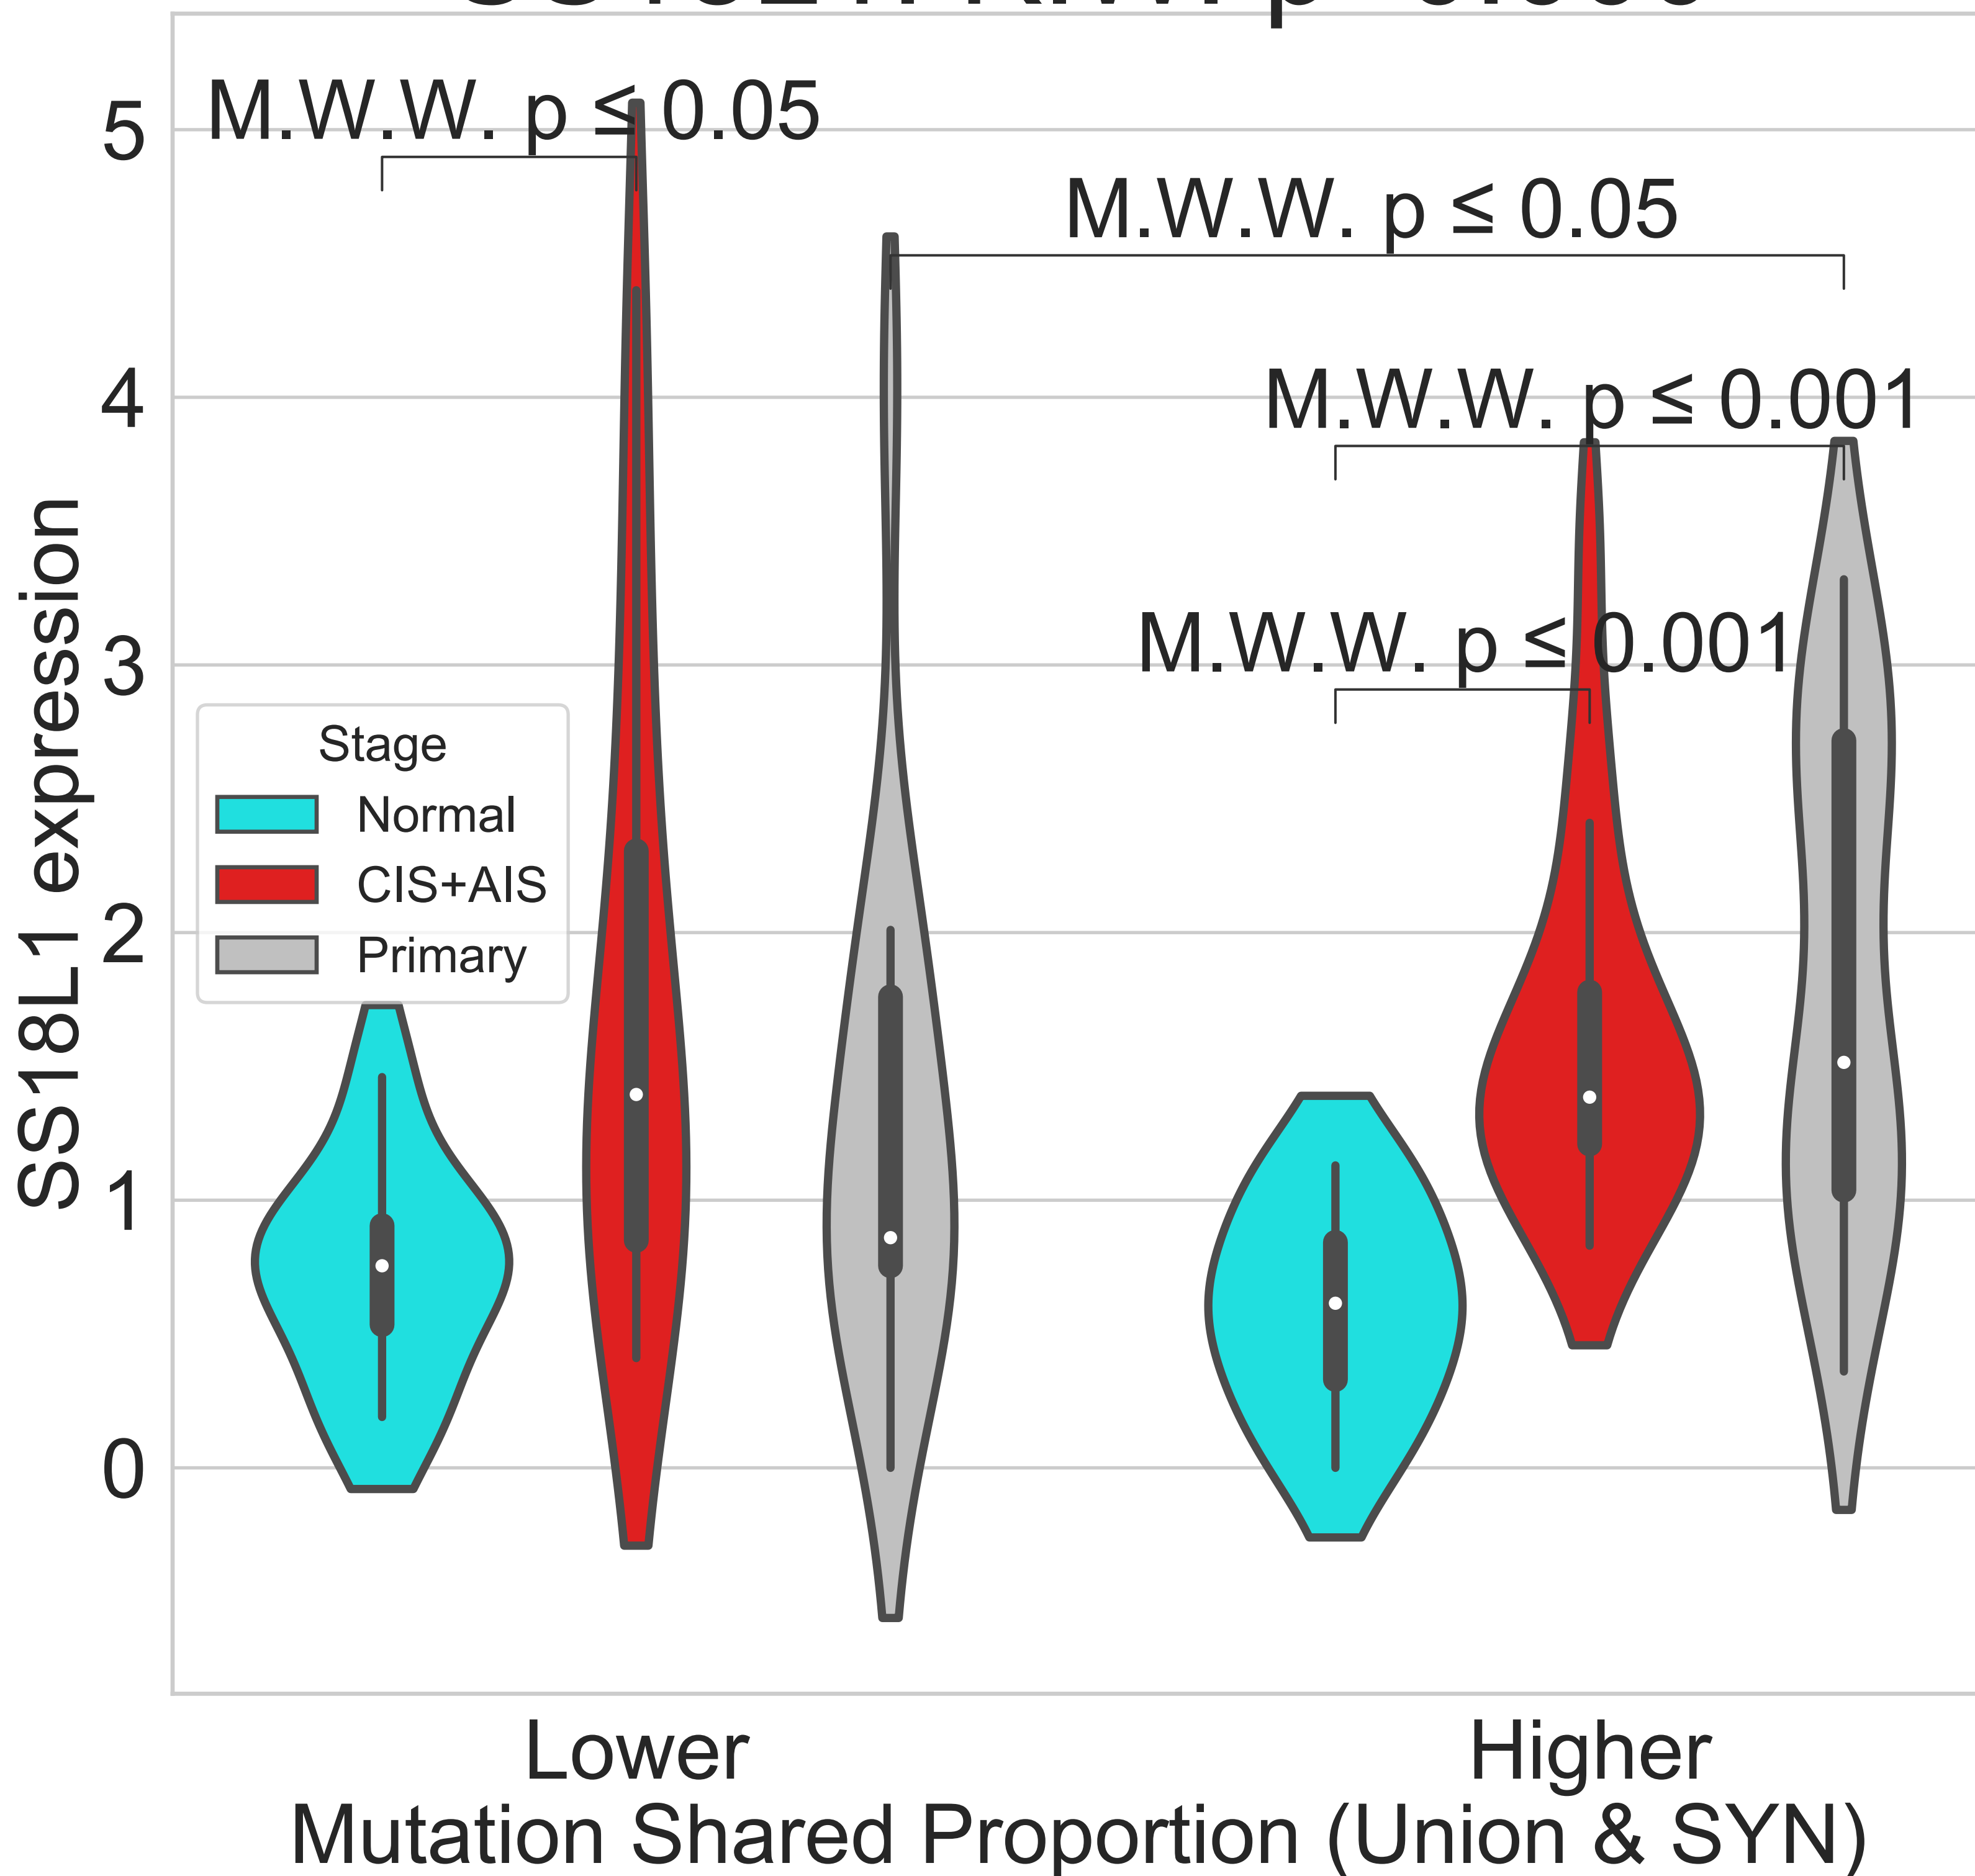 M.W.W. p ≤ 0.05
M.W.W. p ≤ 0.05
M.W.W. p ≤ 0.001
M.W.W. p ≤ 0.001
SS18L1 expression
5
4
3
2
1
0
Stage
Normal
CIS+AIS
Primary
Lower
Higher
Mutation Shared Proportion (Union & SYN)